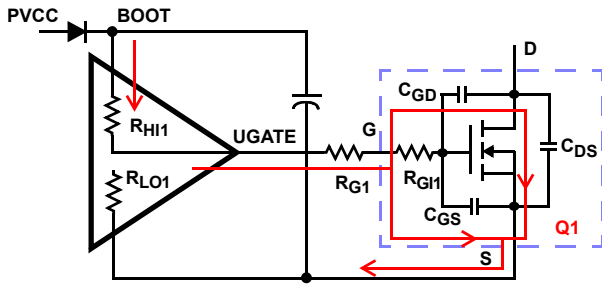 PVCC
BOOT
D
CGD
RHI1
UGATE
G
CDS
RLO1
RG1
RGI1
CGS
Q1
S